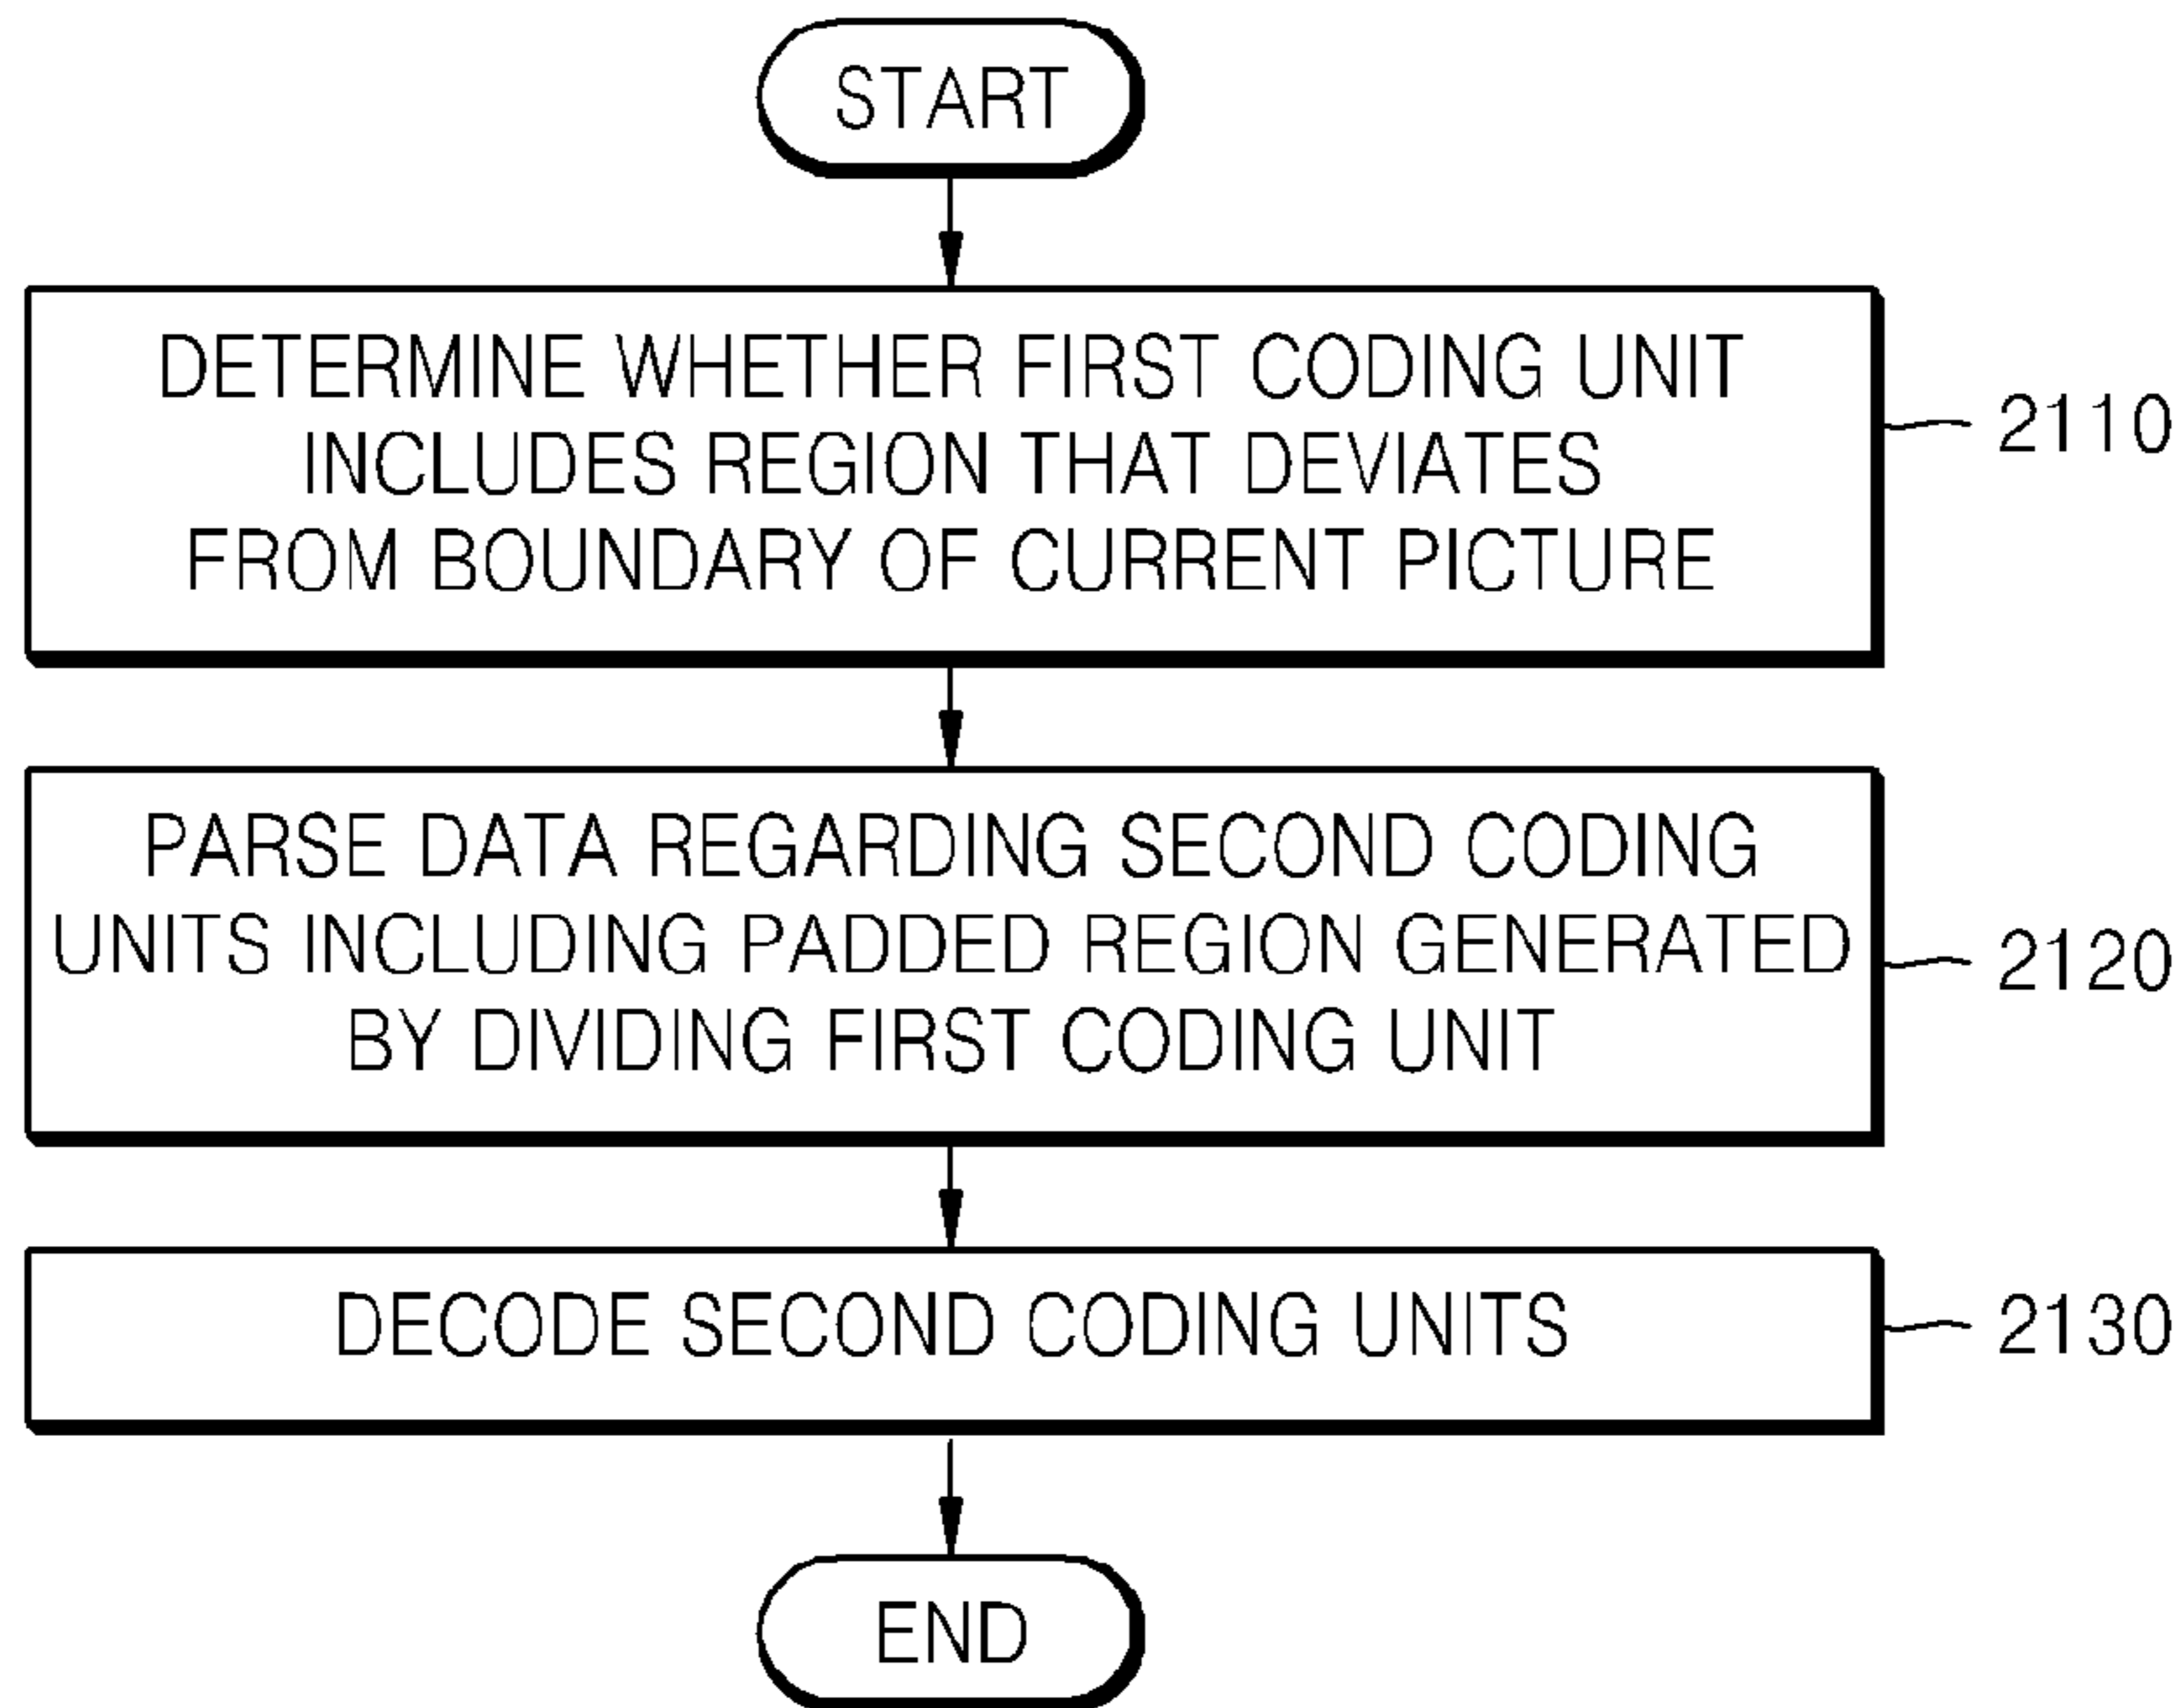 START
DETERMINE WHETHER FIRST CODING UNIT
INCLUDES REGION THAT DEVIATES
FROM BOUNDARY OF CURRENT PICTURE
2110
PARSE DATA REGARDING SECOND CODING
UNITS INCLUDING PADDED REGION GENERATED
BY DIVIDING FIRST CODING UNIT
2120
DECODE SECOND CODING UNITS
2130
END